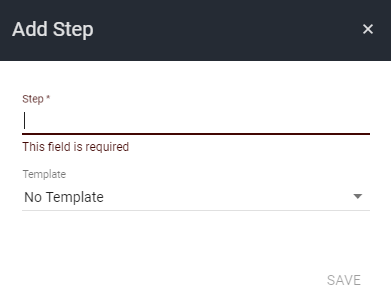 Add Step
Step *
This field is required
Template
No Template
SAVE